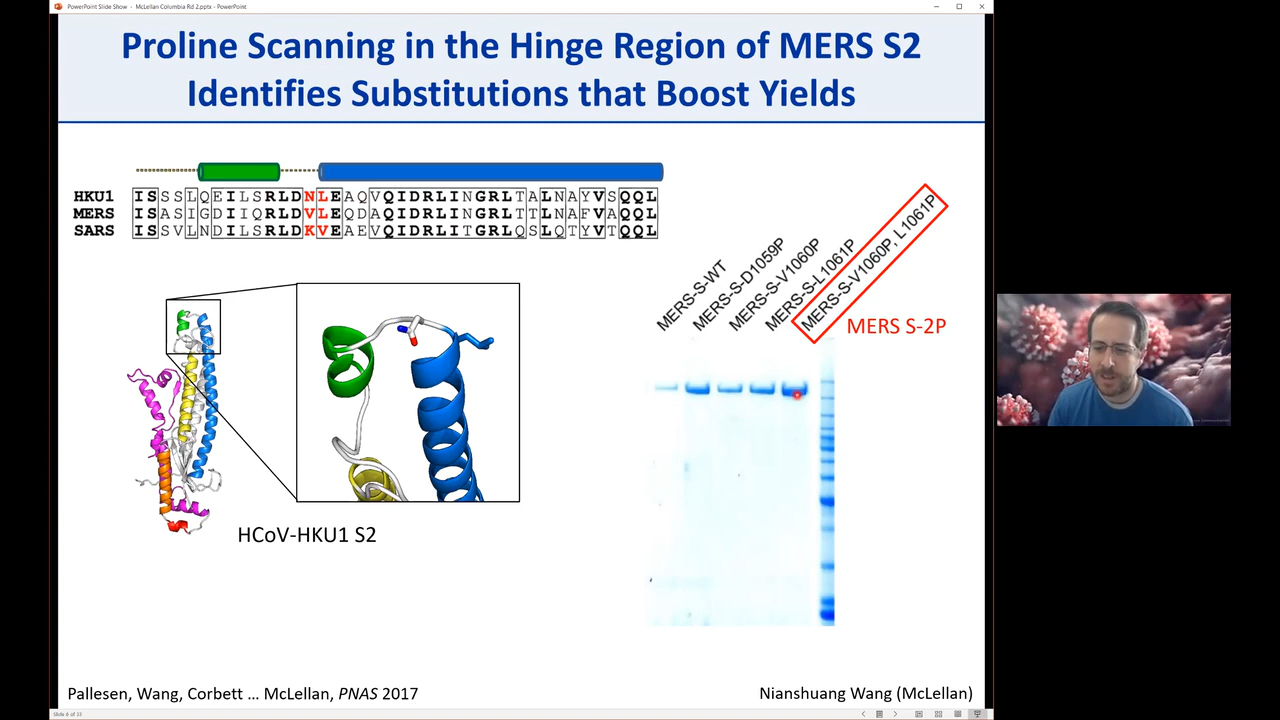 PowerPoint Slide Show - McLellan Columbia Rd 2.pptx - PowerPoint
Proline Scanning in the Hinge Region of MERS S2
Identifies Substitutions that Boost Yields
HKU1 ISSSLQEILSRLDNLEAQVQIDRLINGRLTALNAYVSQQL
MERS ISASIGDIIQRLDVLEQDAQIDRLINGRLTTLNAFVAQQL
SARS ISSVLNDILSRLDKVEAEVQIDRLITGRLQSLQTYVTQQL
MERS-S-WT
MERS-S-D1059P
MERS-S-V1060P
MERS-S-L1061P
MERS-S-V1060P, L1061P
MERS S-2P
HCoV-HKU1 S2
Pallesen, Wang, Corbett ... McLellan, PNAS 2017
Nianshuang Wang (McLellan)
Slide 6 of 33